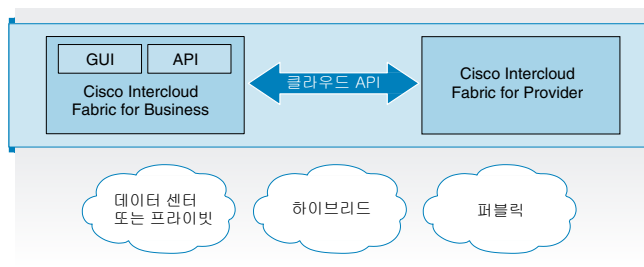 GUI
API
Cisco Intercloud
Fabric for Business
클라우드 API
Cisco Intercloud
Fabric for Provider
데이터 센터
또는 프라이빗
하이브리드
퍼블릭